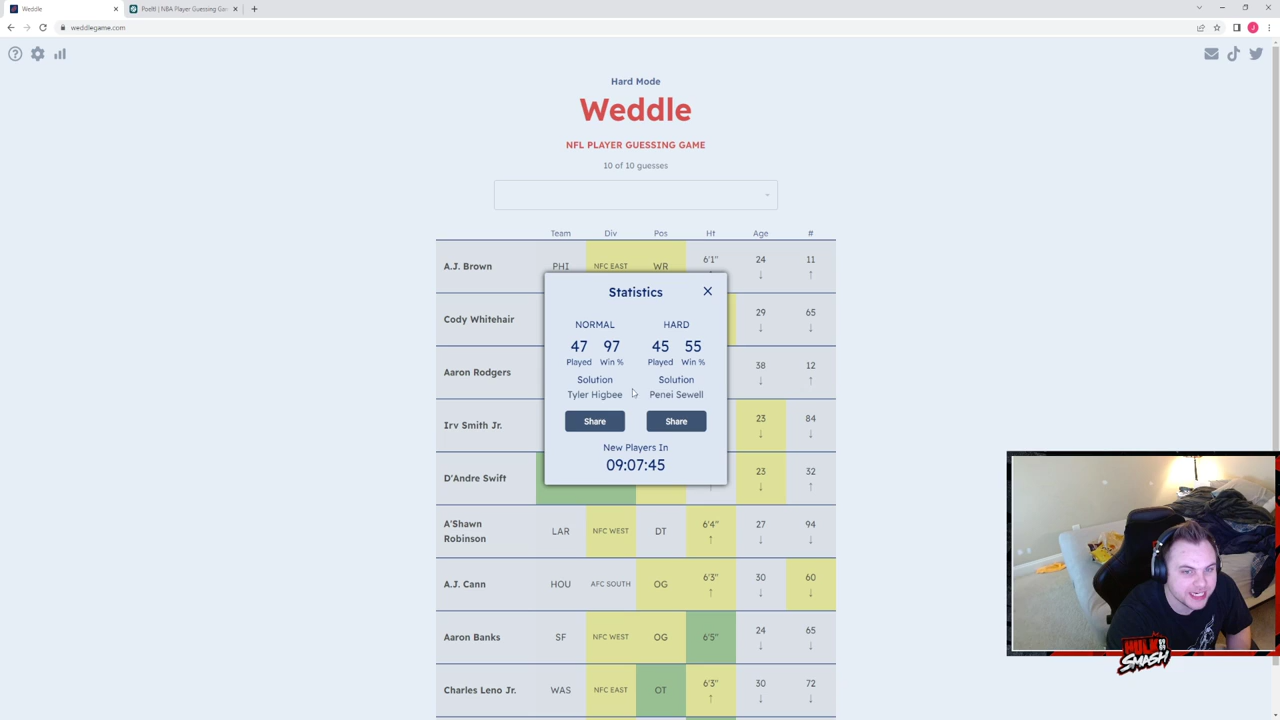 Weddle
Poeltl | NBA Player Guessing Ga
weddlegame.com
J
Hard Mode
Weddle
NFL PLAYER GUESSING GAME
10 of 10 guesses
Team Div Pos Ht Age #
A.J. Brown PHI NFC EAST WR 6'1" 24 ↓ 11 ↑
Cody Whitehair 29 ↓ 65 ↓
Aaron Rodgers 38 ↓ 12 ↑
Irv Smith Jr. 23 ↓ 84 ↓
D'Andre Swift 23 ↓ 32 ↑
A'Shawn
Robinson LAR NFC WEST DT 6'4" ↑ 27 ↓ 94 ↓
A.J. Cann HOU AFC SOUTH OG 6'3" ↑ 30 ↓ 60 ↓
Aaron Banks SF NFC WEST OG 6'5" 24 ↓ 65 ↓
Charles Leno Jr. WAS NFC EAST OT 6'3" ↑ 30 ↓ 72 ↓
Statistics
NORMAL HARD
47 97 45 55
Played Win % Played Win %
Solution Solution
Tyler Higbee Penei Sewell
Share Share
New Players In
09:07:45
HULK
SMASH